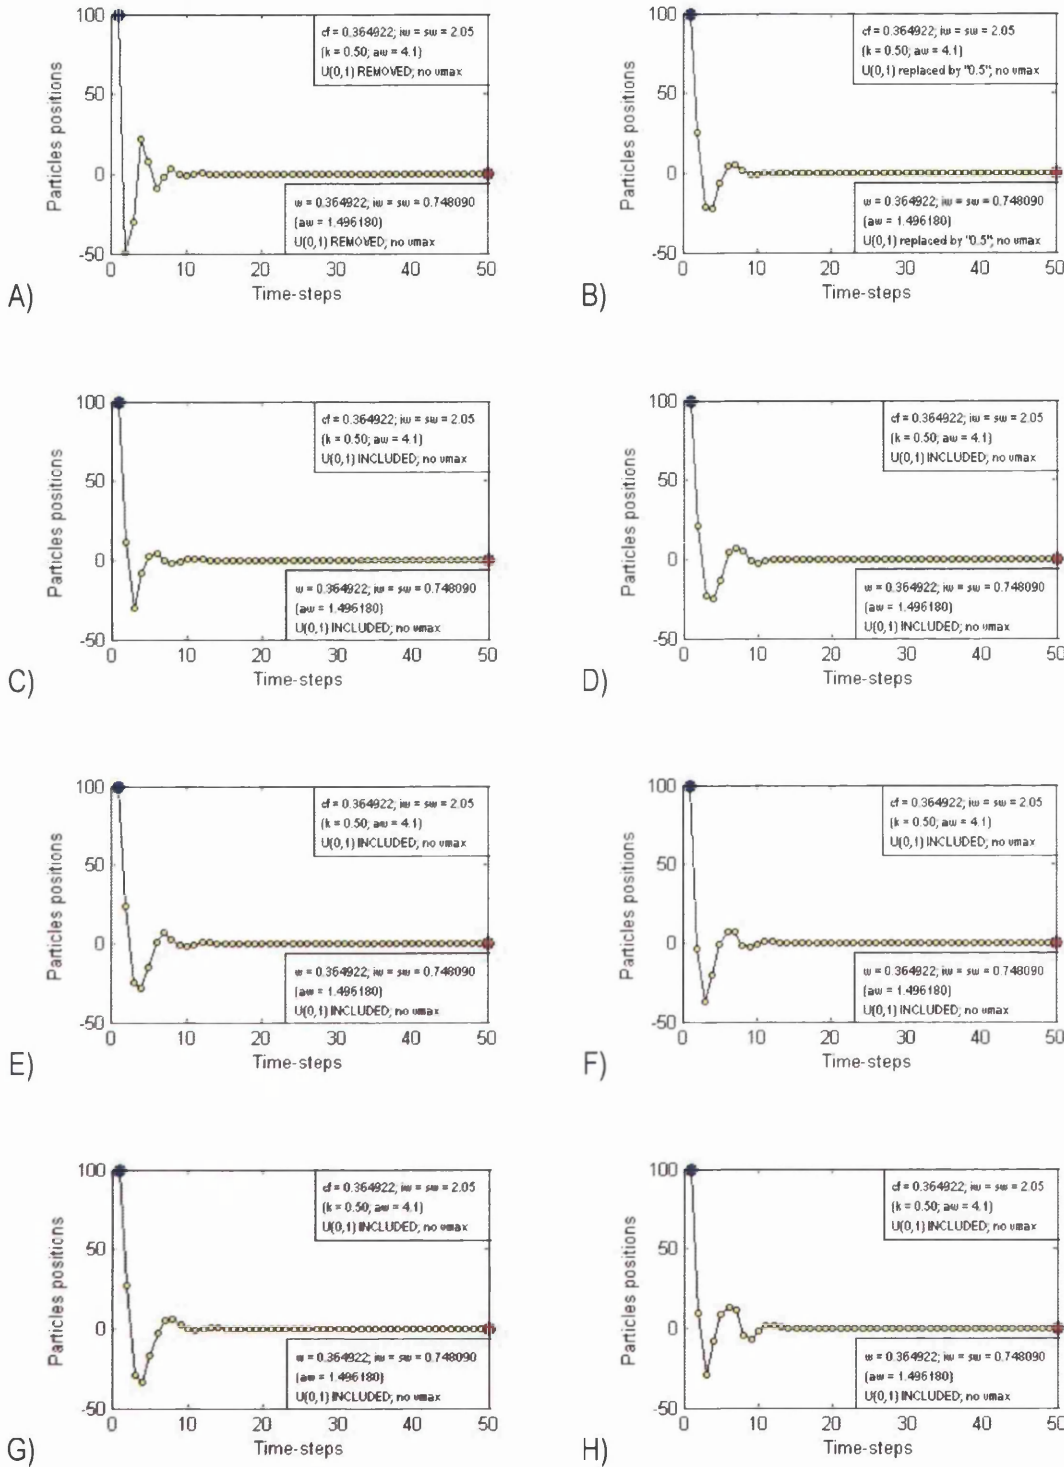 100
50
0
-50
Particles positions
cf = 0.364922; iw = sw = 2.05
(k = 0.50; aw = 4.1)
U(0,1) REMOVED; no vmax
w = 0.364922; iw = sw = 0.748090
(aw = 1.496180)
U(0,1) REMOVED; no vmax
0 10 20 30 40 50
Time-steps
A)
100
50
0
-50
Particles positions
cf = 0.364922; iw = sw = 2.05
(k = 0.50; aw = 4.1)
U(0,1) replaced by "0.5"; no vmax
w = 0.364922; iw = sw = 0.748090
(aw = 1.496180)
U(0,1) replaced by "0.5"; no vmax
0 10 20 30 40 50
Time-steps
B)
100
50
0
-50
Particles positions
cf = 0.364922; iw = sw = 2.05
(k = 0.50; aw = 4.1)
U(0,1) INCLUDED; no vmax
w = 0.364922; iw = sw = 0.748090
(aw = 1.496180)
U(0,1) INCLUDED; no vmax
0 10 20 30 40 50
Time-steps
C)
100
50
0
-50
Particles positions
cf = 0.364922; iw = sw = 2.05
(k = 0.50; aw = 4.1)
U(0,1) INCLUDED; no vmax
w = 0.364922; iw = sw = 0.748090
(aw = 1.496180)
U(0,1) INCLUDED; no vmax
0 10 20 30 40 50
Time-steps
D)
100
50
0
-50
Particles positions
cf = 0.364922; iw = sw = 2.05
(k = 0.50; aw = 4.1)
U(0,1) INCLUDED; no vmax
w = 0.364922; iw = sw = 0.748090
(aw = 1.496180)
U(0,1) INCLUDED; no vmax
0 10 20 30 40 50
Time-steps
E)
100
50
0
-50
Particles positions
cf = 0.364922; iw = sw = 2.05
(k = 0.50; aw = 4.1)
U(0,1) INCLUDED; no vmax
w = 0.364922; iw = sw = 0.748090
(aw = 1.496180)
U(0,1) INCLUDED; no vmax
0 10 20 30 40 50
Time-steps
F)
100
50
0
-50
Particles positions
cf = 0.364922; iw = sw = 2.05
(k = 0.50; aw = 4.1)
U(0,1) INCLUDED; no vmax
w = 0.364922; iw = sw = 0.748090
(aw = 1.496180)
U(0,1) INCLUDED; no vmax
0 10 20 30 40 50
Time-steps
G)
100
50
0
-50
Particles positions
cf = 0.364922; iw = sw = 2.05
(k = 0.50; aw = 4.1)
U(0,1) INCLUDED; no vmax
w = 0.364922; iw = sw = 0.748090
(aw = 1.496180)
U(0,1) INCLUDED; no vmax
0 10 20 30 40 50
Time-steps
H)